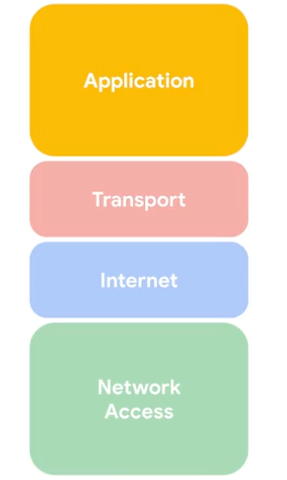 Application
Transport
Internet
Network
Access